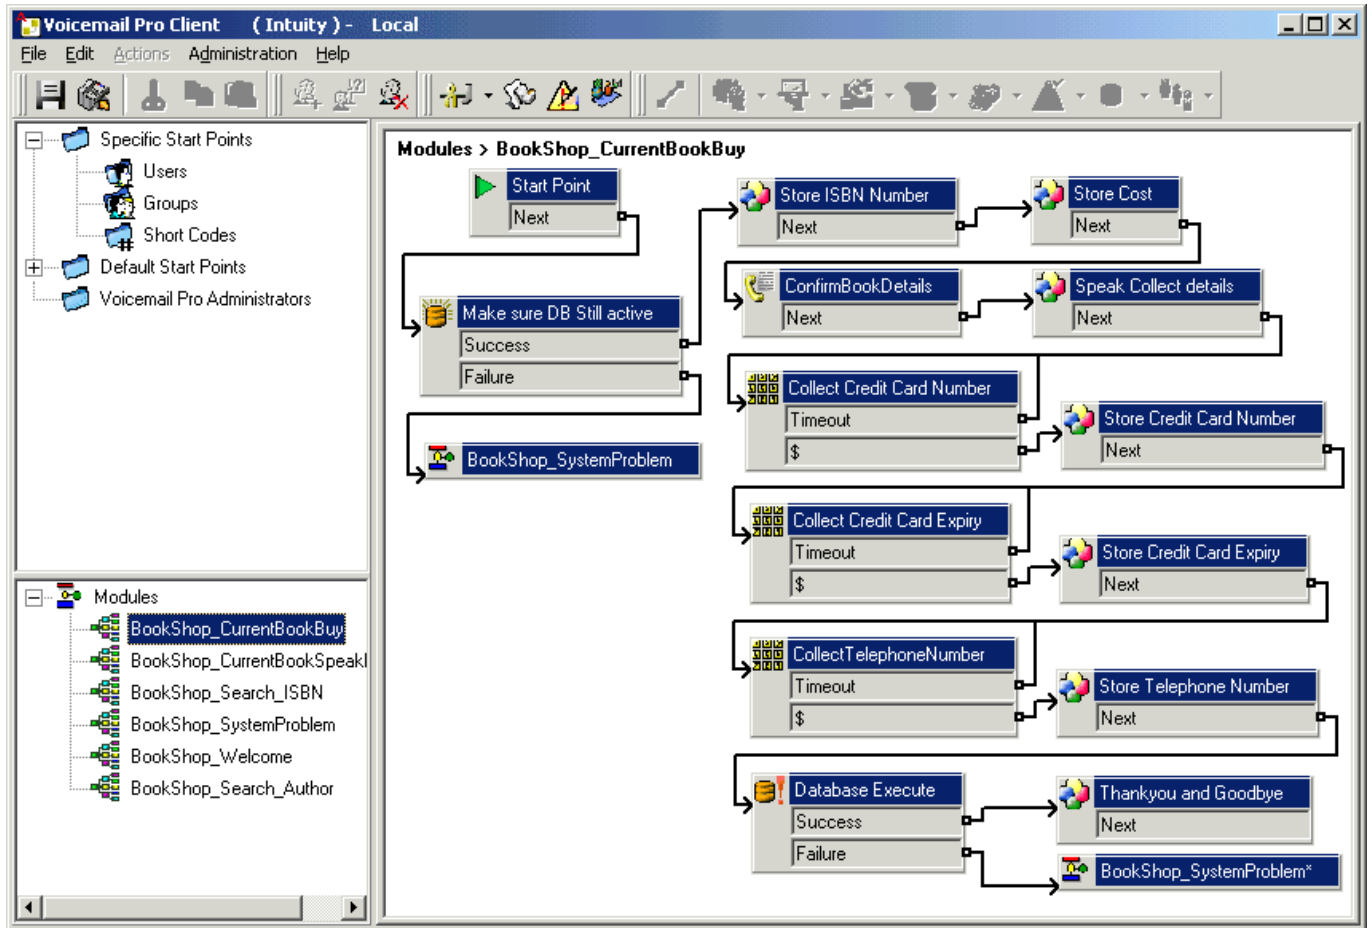 Voicemail Pro Client    ( Intuity ) -   Local
File Edit Actions Administration Help
Specific Start Points
Users
Groups
Short Codes
Default Start Points
Voicemail Pro Administrators
Modules
BookShop_CurrentBookBuy
BookShop_CurrentBookSpeakI
BookShop_Search_ISBN
BookShop_SystemProblem
BookShop_Welcome
BookShop_Search_Author
Modules > BookShop_CurrentBookBuy
Start Point
Next
Make sure DB Still active
Success
Failure
BookShop_SystemProblem
Store ISBN Number
Next
Store Cost
Next
ConfirmBookDetails
Next
Speak Collect details
Next
Collect Credit Card Number
Timeout
$
Store Credit Card Number
Next
Collect Credit Card Expiry
Timeout
$
Store Credit Card Expiry
Next
CollectTelephoneNumber
Timeout
$
Store Telephone Number
Next
Database Execute
Success
Failure
Thankyou and Goodbye
Next
BookShop_SystemProblem*